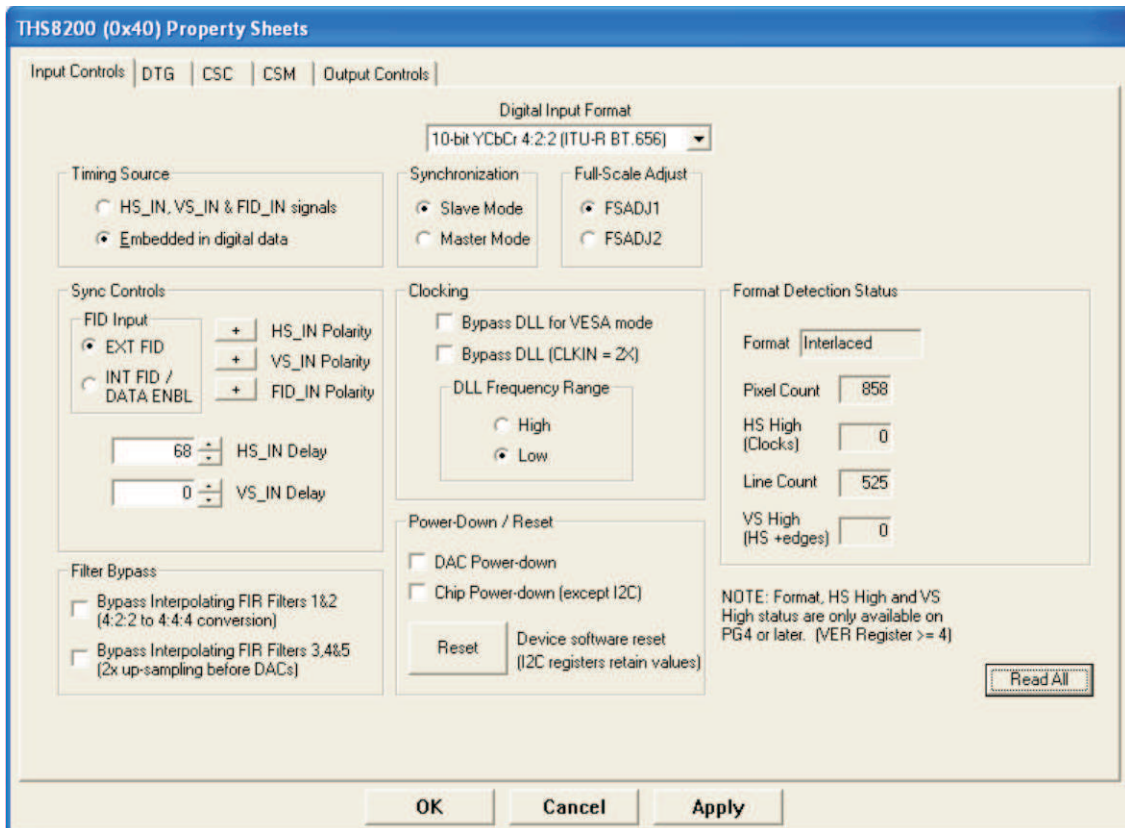 THS8200 (0x40) Property Sheets
Input Controls
DTG
CSC
CSM
Output Controls
Digital Input Format
10-bit YCbCr 4:2:2 (ITU-R BT.656)
Timing Source
HS_IN, VS_IN & FID_IN signals
Embedded in digital data
Synchronization
Slave Mode
Master Mode
Full-Scale Adjust
FSADJ1
FSADJ2
Sync Controls
FID Input
EXT FID
INT FID /
DATA ENBL
+ HS_IN Polarity
+ VS_IN Polarity
+ FID_IN Polarity
68 HS_IN Delay
0 VS_IN Delay
Clocking
Bypass DLL for VESA mode
Bypass DLL (CLKIN = 2X)
DLL Frequency Range
High
Low
Format Detection Status
Format Interlaced
Pixel Count 858
HS High
(Clocks) 0
Line Count 525
VS High
(HS +edges) 0
Filter Bypass
Bypass Interpolating FIR Filters 1&2
(4:2:2 to 4:4:4 conversion)
Bypass Interpolating FIR Filters 3,4&5
(2x up-sampling before DACs)
Power-Down / Reset
DAC Power-down
Chip Power-down (except I2C)
Reset
Device software reset
(I2C registers retain values)
NOTE: Format, HS High and VS
High status are only available on
PG4 or later. (VER Register >= 4)
Read All
OK
Cancel
Apply